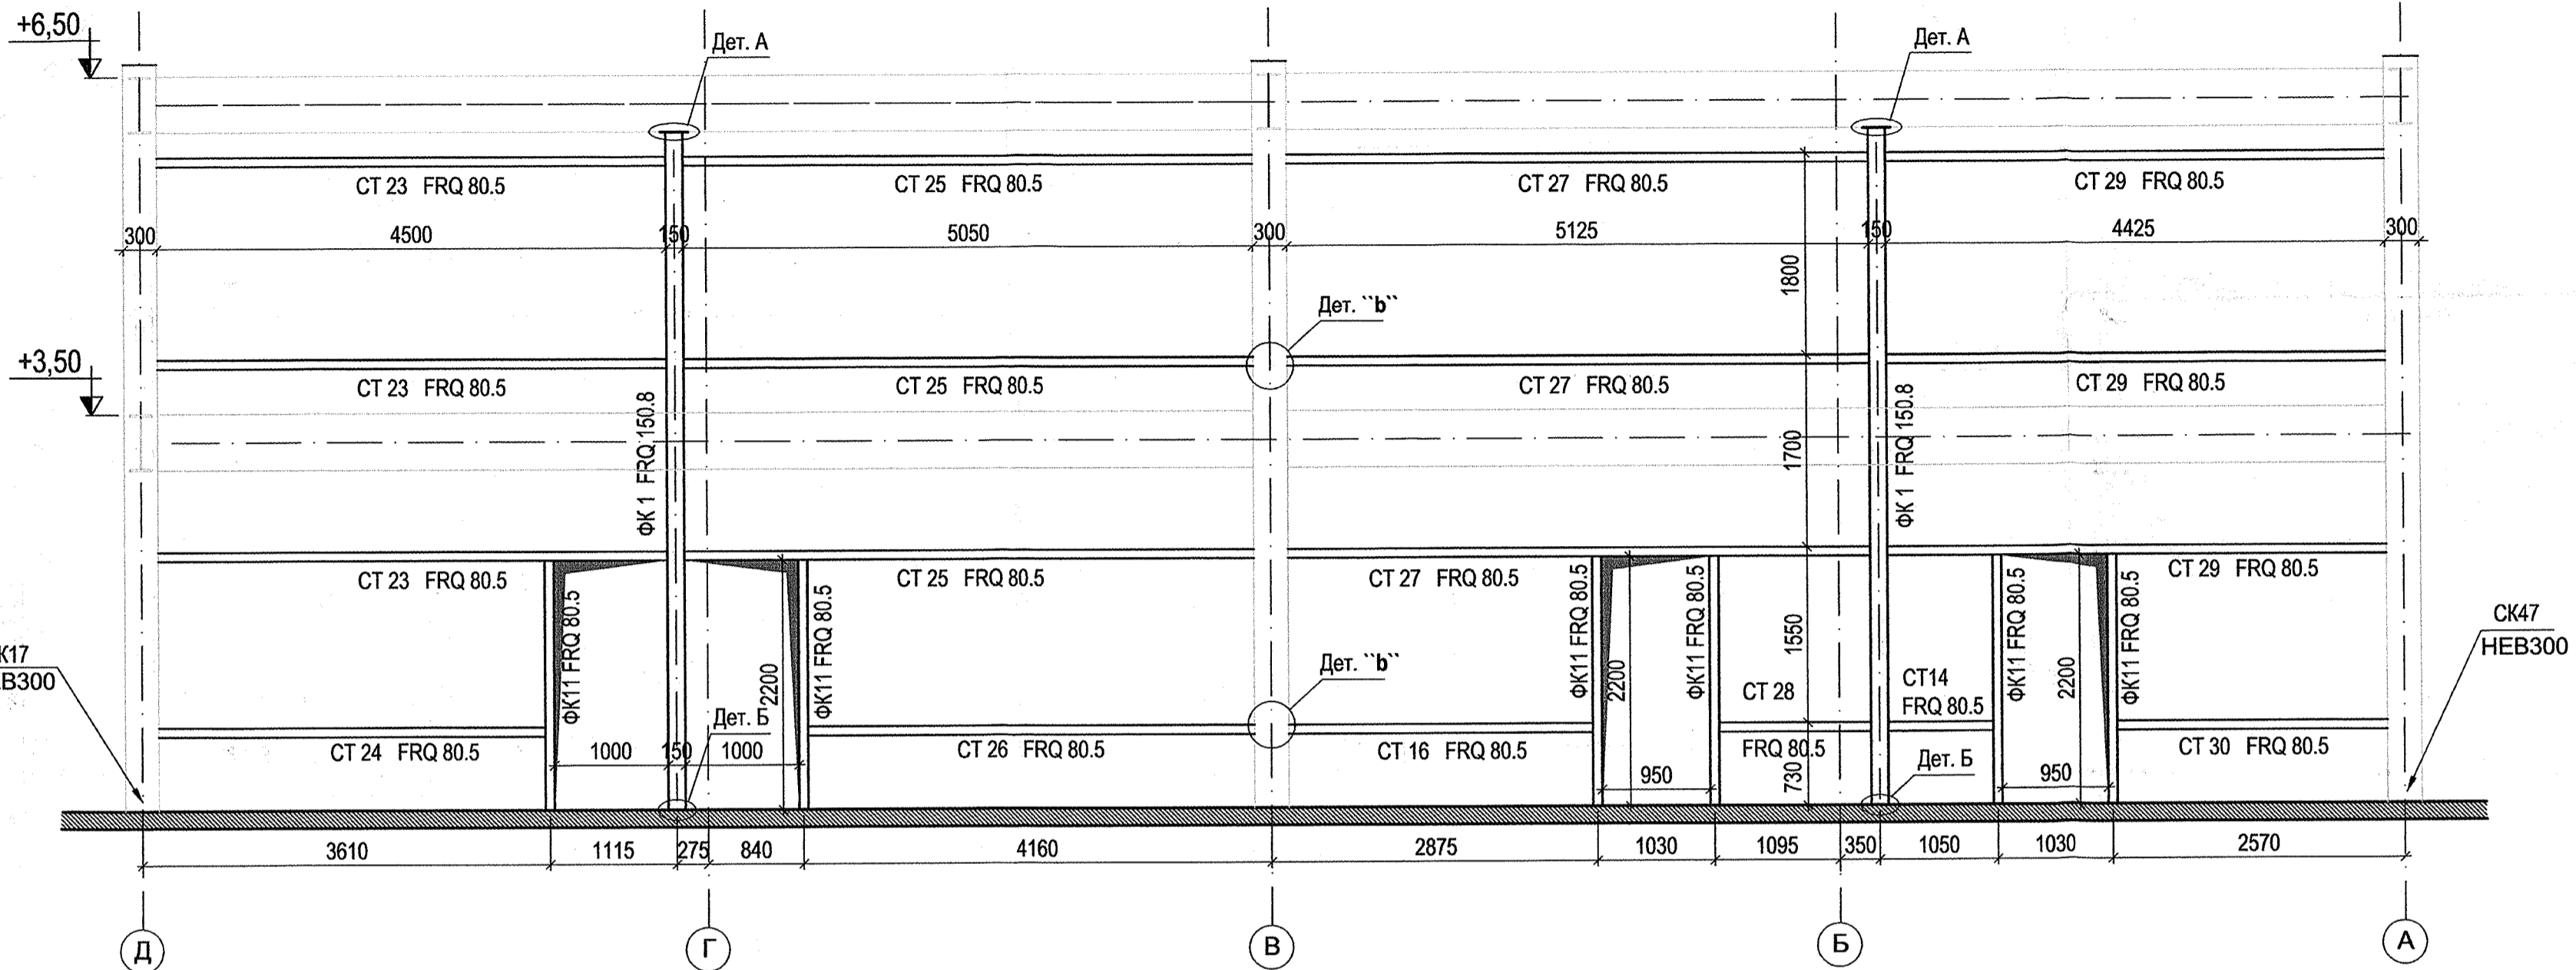 +6,50
Дет. А
Дет. А
СТ 23 FRQ 80.5
СТ 25 FRQ 80.5
СТ 27 FRQ 80.5
СТ 29 FRQ 80.5
300
4500
150
5050
300
5125
150
4425
300
1800
Дет. ``b``
+3,50
СТ 23 FRQ 80.5
СТ 25 FRQ 80.5
СТ 27 FRQ 80.5
СТ 29 FRQ 80.5
ФК 1 FRQ 150.8
1700
ФК 1 FRQ 150.8
СТ 23 FRQ 80.5
СТ 25 FRQ 80.5
СТ 27 FRQ 80.5
СТ 29 FRQ 80.5
ФК11 FRQ 80.5
2200
ФК11 FRQ 80.5
ФК11 FRQ 80.5
2200
ФК11 FRQ 80.5
1550
ФК11 FRQ 80.5
2200
ФК11 FRQ 80.5
К17
ЕВ300
СК47
НЕВ300
Дет. ``b``
СТ 28
FRQ 80.5
СТ14
FRQ 80.5
Дет. Б
СТ 24 FRQ 80.5
1000
150
1000
СТ 26 FRQ 80.5
СТ 16 FRQ 80.5
950
730
Дет. Б
950
СТ 30 FRQ 80.5
3610
1115
275
840
4160
2875
1030
1095
350
1050
1030
2570
Д
Г
В
Б
А